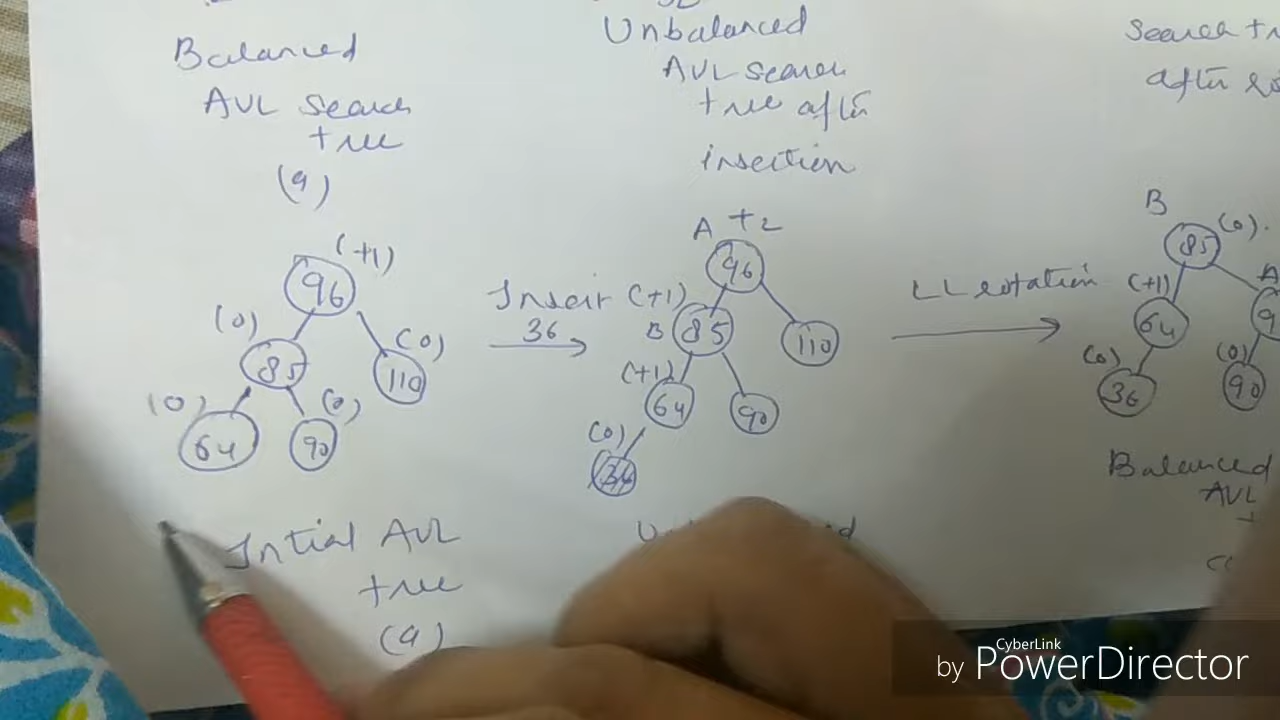 Balanced
AVL search
tree
(a)
Unbalanced
AVL search
tree after
insertion
Search
after
(+1)
96
(0)
85
(0)
110
(0)
64
(0)
90
Intial AVL
tree
(a)
Insert
36
A +2
96
(+1)
B 85
110
(+1)
64
90
(0)
36
LL rotation
B
85 (0).
(+1)
64
A
(0)
36
(0)
90
Balanced
AVL
CyberLink
by PowerDirector